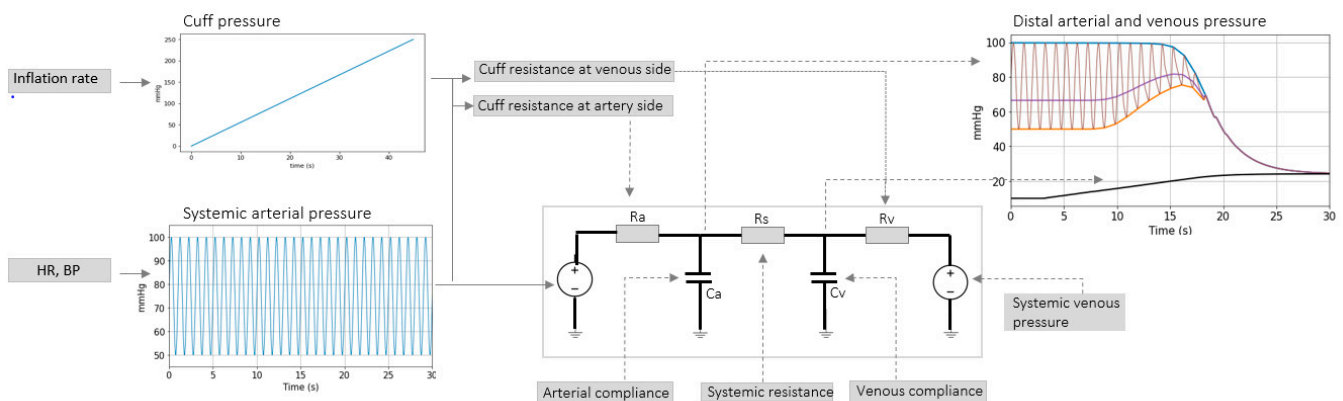 Cuff pressure
250
200
150
100
50
0
mmHg
0
10
20
30
40
time (s)
Inflation rate
Cuff resistance at venous side
Cuff resistance at artery side
Distal arterial and venous pressure
100
80
60
40
20
mmHg
0
5
10
15
20
25
30
Time (s)
Systemic arterial pressure
100
90
80
70
60
50
mmHg
0
5
10
15
20
25
30
Time (s)
HR, BP
Ra
Rs
Rv
+
−
Ca
Cv
+
−
Systemic venous
pressure
Arterial compliance
Systemic resistance
Venous compliance